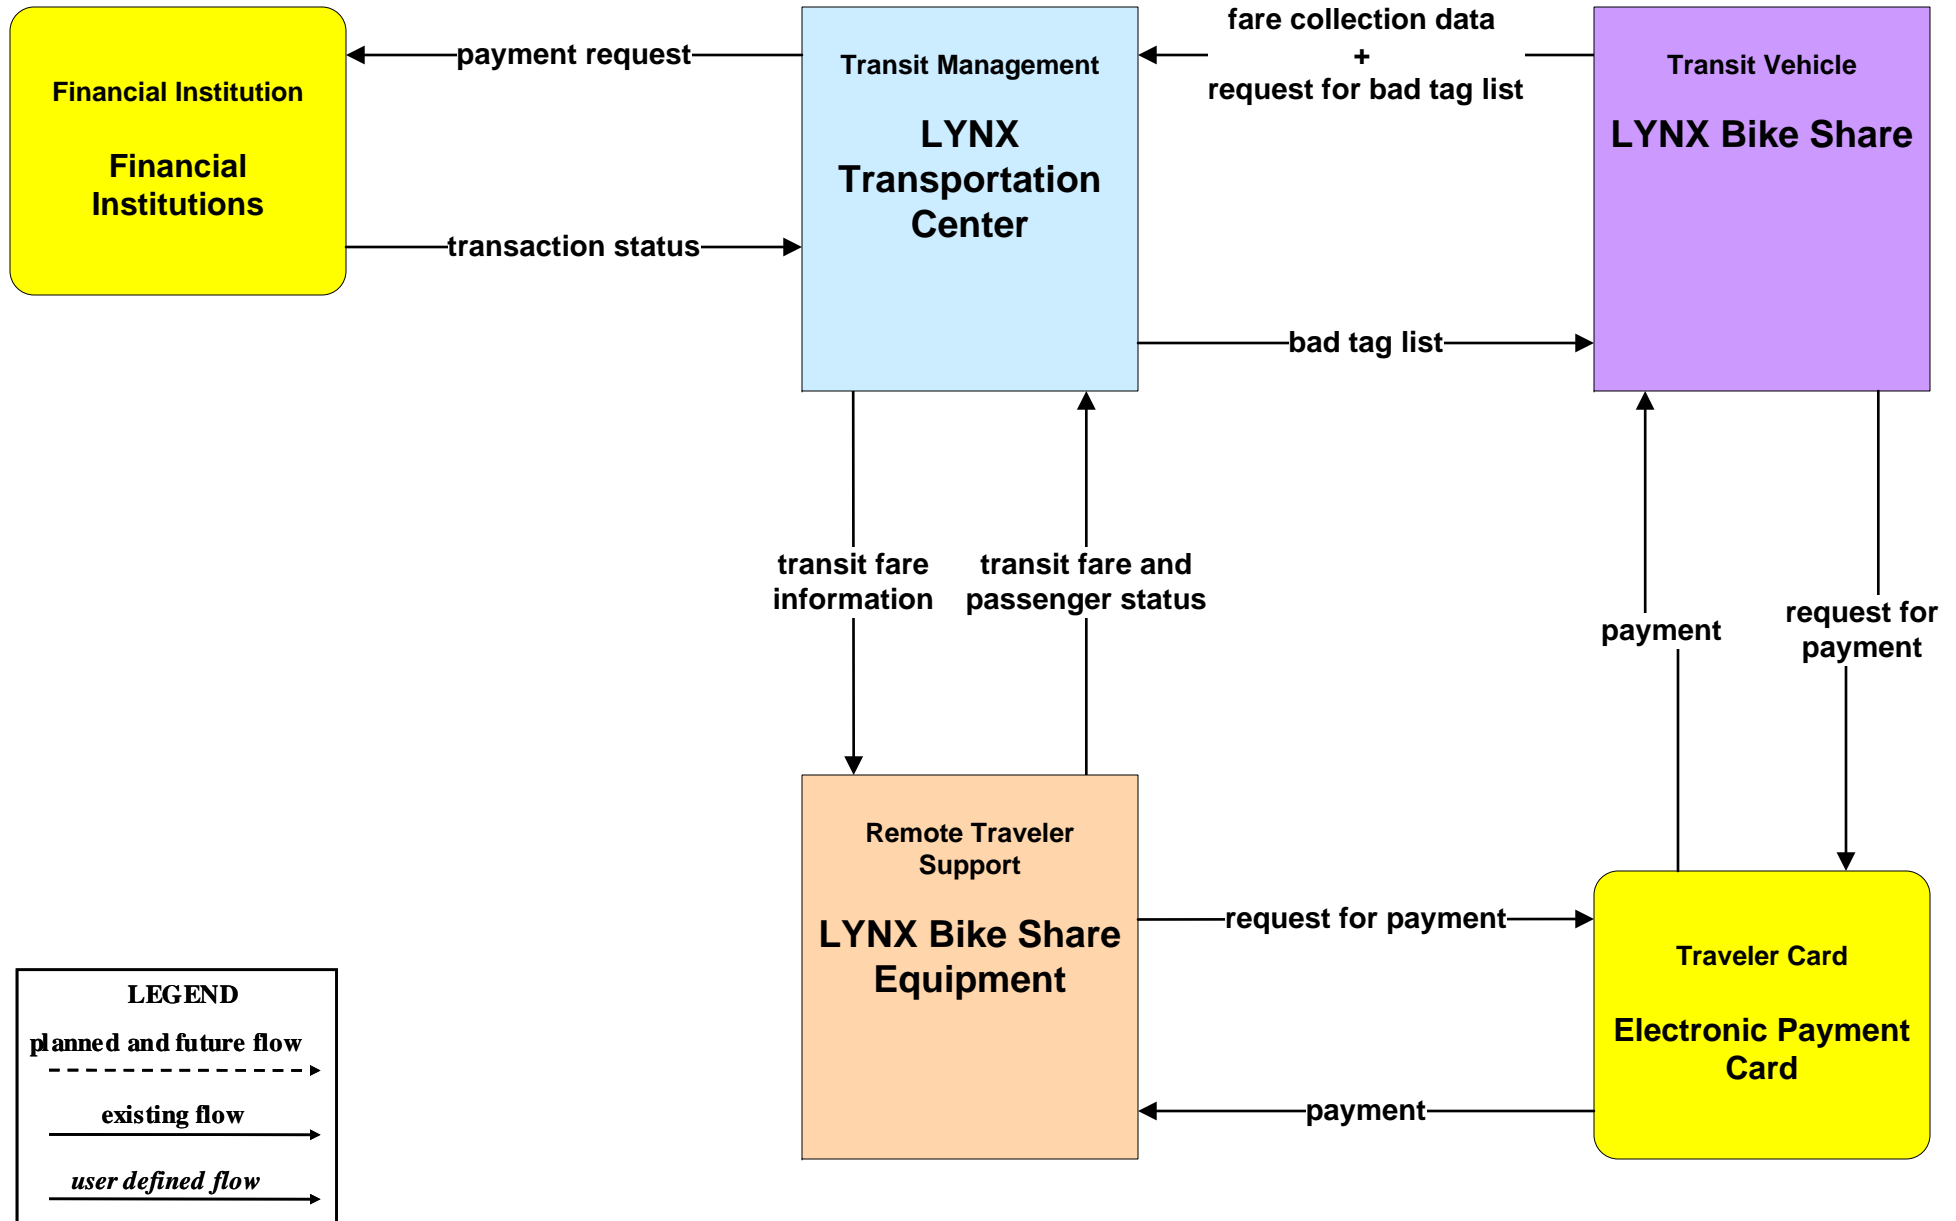 Financial Institution
Financial
Institutions
payment request
transaction status
Transit Management
LYNX
Transportation
Center
fare collection data
+
request for bad tag list
bad tag list
Transit Vehicle
LYNX Bike Share
transit fare
information
transit fare and
passenger status
payment
request for
payment
Remote Traveler
Support
LYNX Bike Share
Equipment
request for payment
payment
Traveler Card
Electronic Payment
Card
LEGEND
planned and future flow
existing flow
user defined flow